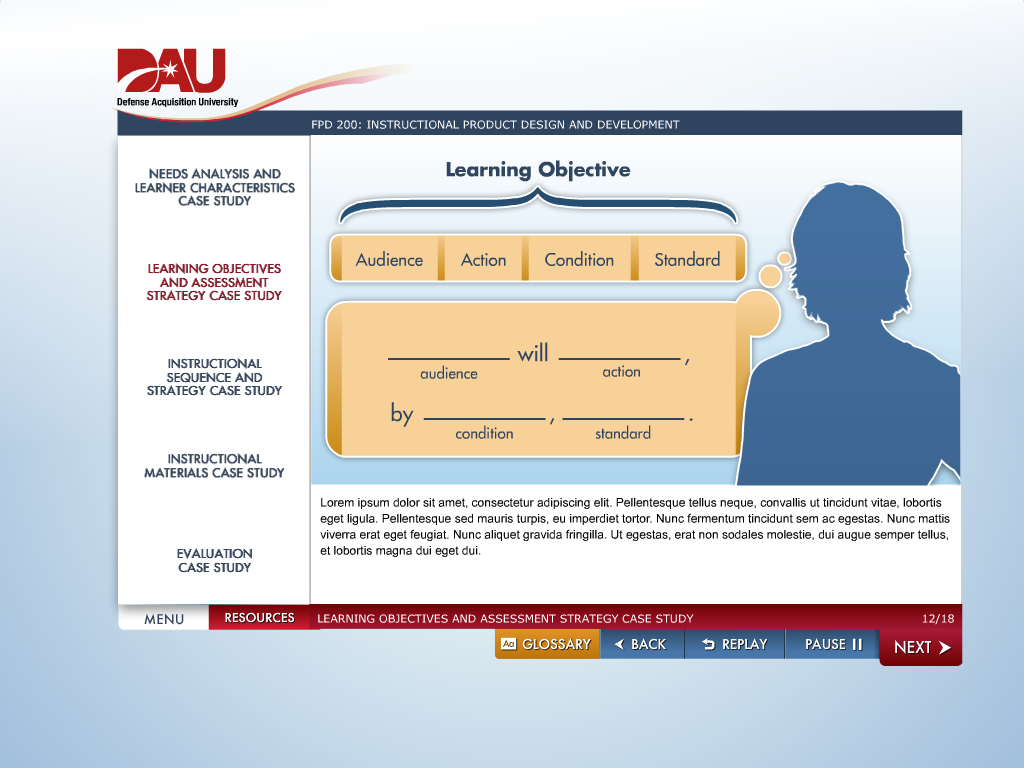 DAU
Defense Acquisition University
FPD 200: INSTRUCTIONAL PRODUCT DESIGN AND DEVELOPMENT
NEEDS ANALYSIS AND
LEARNER CHARACTERISTICS
CASE STUDY
LEARNING OBJECTIVES
AND ASSESSMENT
STRATEGY CASE STUDY
INSTRUCTIONAL
SEQUENCE AND
STRATEGY CASE STUDY
INSTRUCTIONAL
MATERIALS CASE STUDY
EVALUATION
CASE STUDY
Learning Objective
Audience Action Condition Standard
____________ will ____________ ,
audience action
by ____________ , ____________ .
condition standard
Lorem ipsum dolor sit amet, consectetur adipiscing elit. Pellentesque tellus neque, convallis ut tincidunt vitae, lobortis
eget ligula. Pellentesque sed mauris turpis, eu imperdiet tortor. Nunc fermentum tincidunt sem ac egestas. Nunc mattis
viverra erat eget feugiat. Nunc aliquet gravida fringilla. Ut egestas, erat non sodales molestie, dui augue semper tellus,
et lobortis magna dui eget dui.
MENU RESOURCES LEARNING OBJECTIVES AND ASSESSMENT STRATEGY CASE STUDY 12/18
Aa GLOSSARY BACK REPLAY PAUSE NEXT